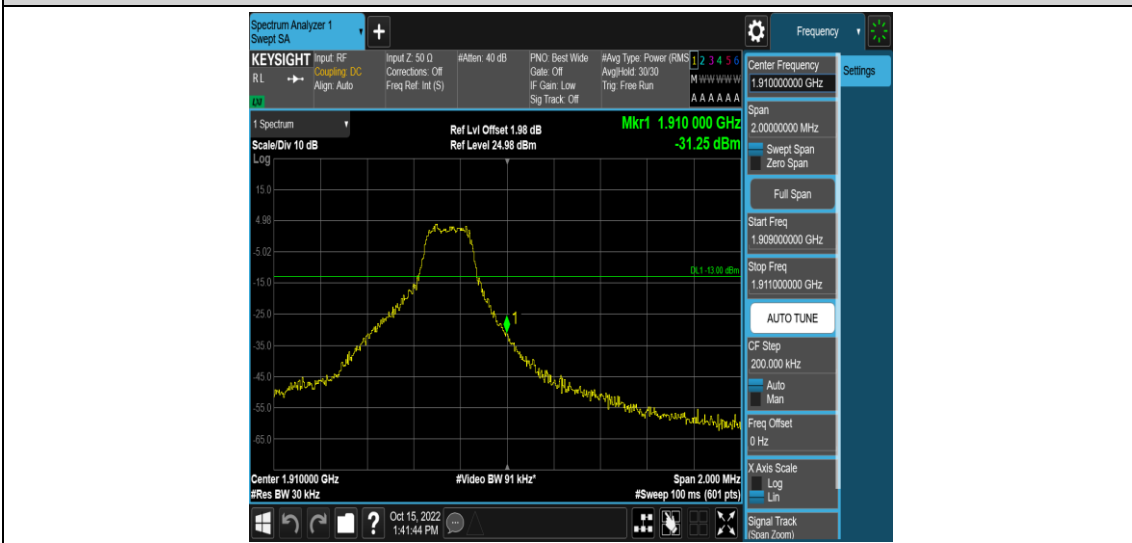 Spectrum Analyzer 1
Swept SA
+
Frequency
KEYSIGHT
RL
Input: RF
Coupling: DC
Align: Auto
Input Z: 50 Ω
Corrections: Off
Freq Ref: Int (S)
#Atten: 40 dB
PNO: Best Wide
Gate: Off
IF Gain: Low
Sig Track: Off
#Avg Type: Power (RMS
Avg|Hold: 30/30
Trig: Free Run
1 2 3 4 5 6
M W W W W W
A A A A A A
1 Spectrum
Scale/Div 10 dB
Log
Ref Lvl Offset 1.98 dB
Ref Level 24.98 dBm
Mkr1 1.910 000 GHz
-31.25 dBm
15.0
4.98
-5.02
-15.0
-25.0
-35.0
-45.0
-55.0
-65.0
DL1 -13.00 dBm
1
Center 1.910000 GHz
#Res BW 30 kHz
#Video BW 91 kHz*
Span 2.000 MHz
#Sweep 100 ms (601 pts)
Center Frequency
1.910000000 GHz
Settings
Span
2.00000000 MHz
Swept Span
Zero Span
Full Span
Start Freq
1.909000000 GHz
Stop Freq
1.911000000 GHz
AUTO TUNE
CF Step
200.000 kHz
Auto
Man
Freq Offset
0 Hz
X Axis Scale
Log
Lin
Signal Track
(Span Zoom)
?
Oct 15, 2022
1:41:44 PM